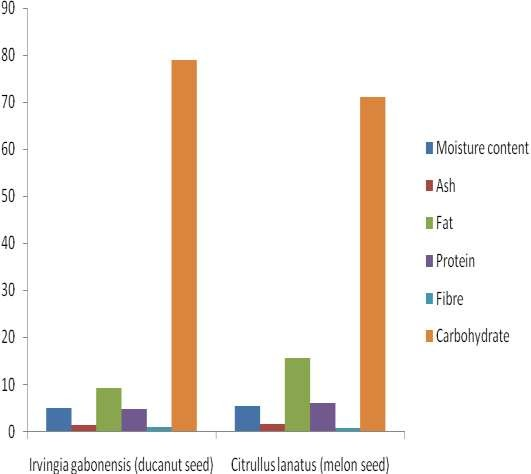 90
80
70
60
50
40
30
20
10
0
Moisture content
Ash
Fat
Protein
Fibre
Carbohydrate
Irvingia gabonensis (ducanut seed)
Citrullus lanatus (melon seed)